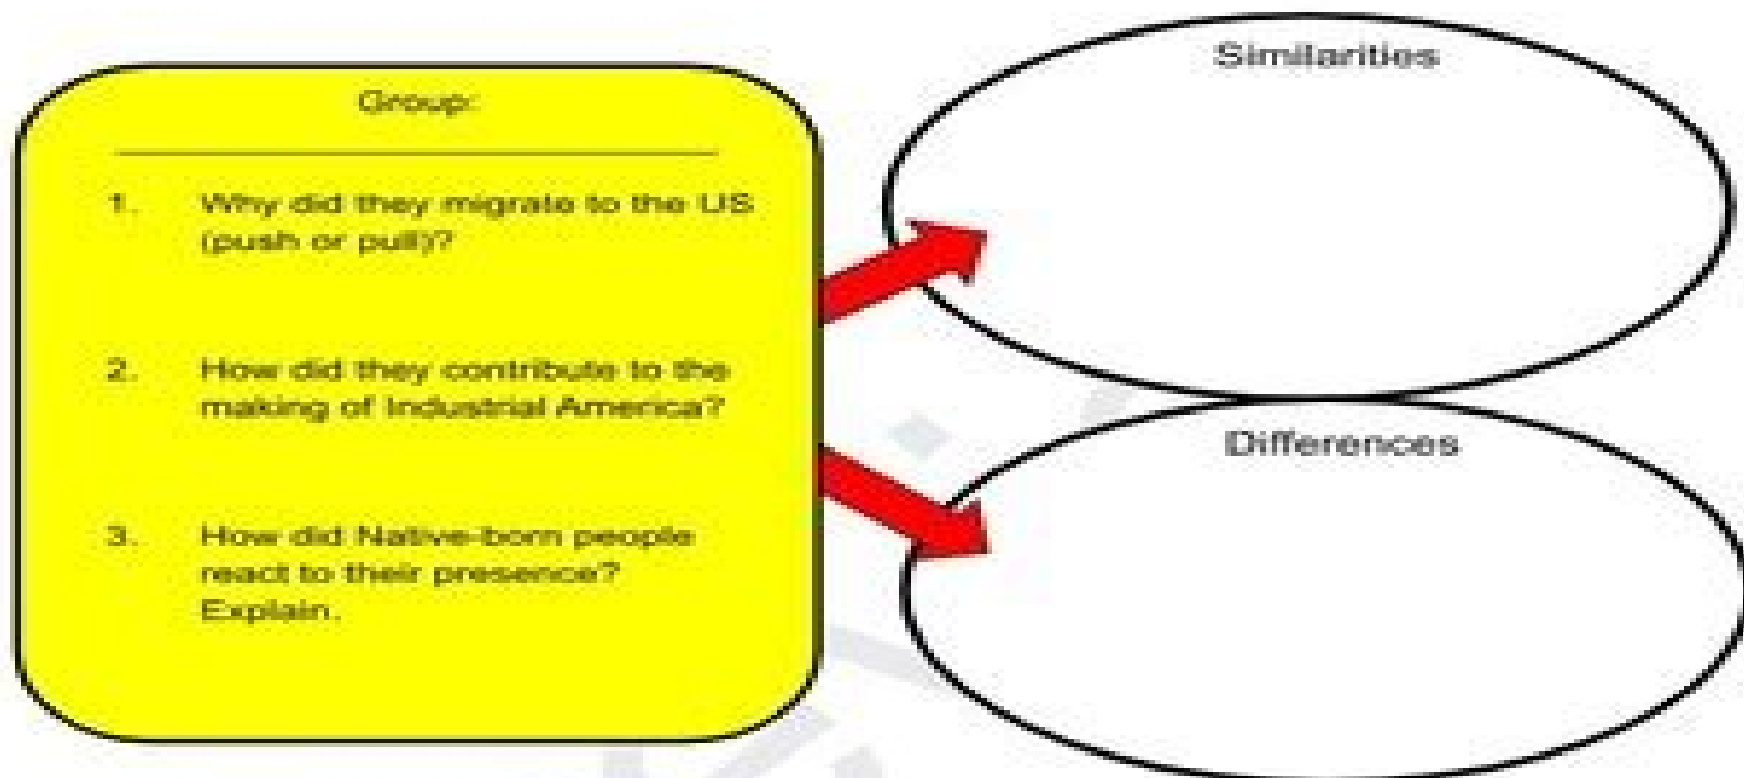 Group:
1. Why did they migrate to the US
(push or pull)?
2. How did they contribute to the
making of Industrial America?
3. How did Native-born people
react to their presence?
Explain.
Similarities
Differences